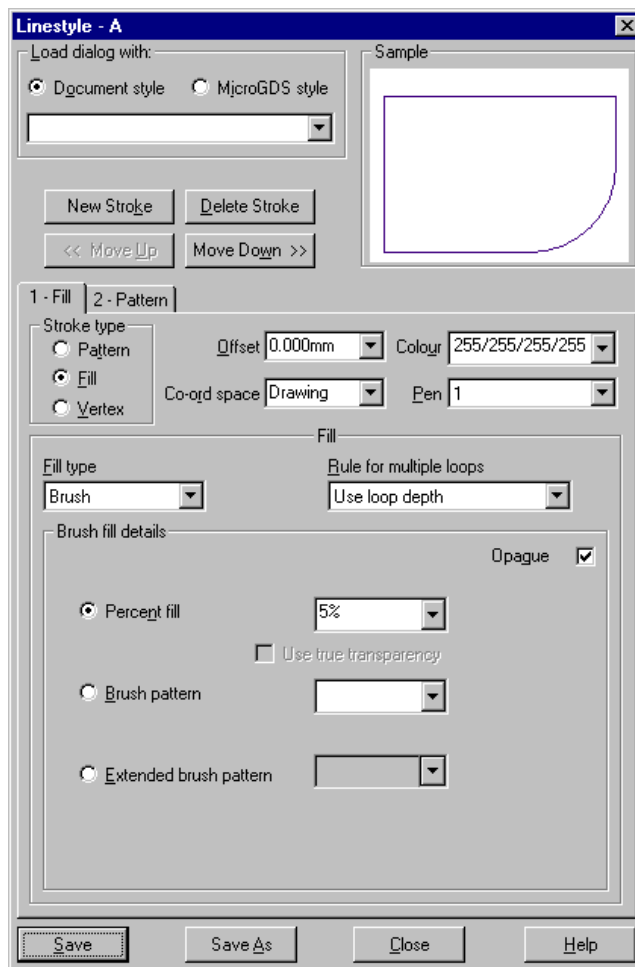 Linestyle - A
Load dialog with:
Document style
MicroGDS style
Sample
New Stroke
Delete Stroke
<< Move Up
Move Down >>
1 - Fill
2 - Pattern
Stroke type
Pattern
Fill
Vertex
Offset 0.000mm
Colour 255/255/255/255
Co-ord space Drawing
Pen 1
Fill
Fill type
Rule for multiple loops
Brush
Use loop depth
Brush fill details
Opague
Percent fill 5%
Use true transparency
Brush pattern
Extended brush pattern
Save
Save As
Close
Help